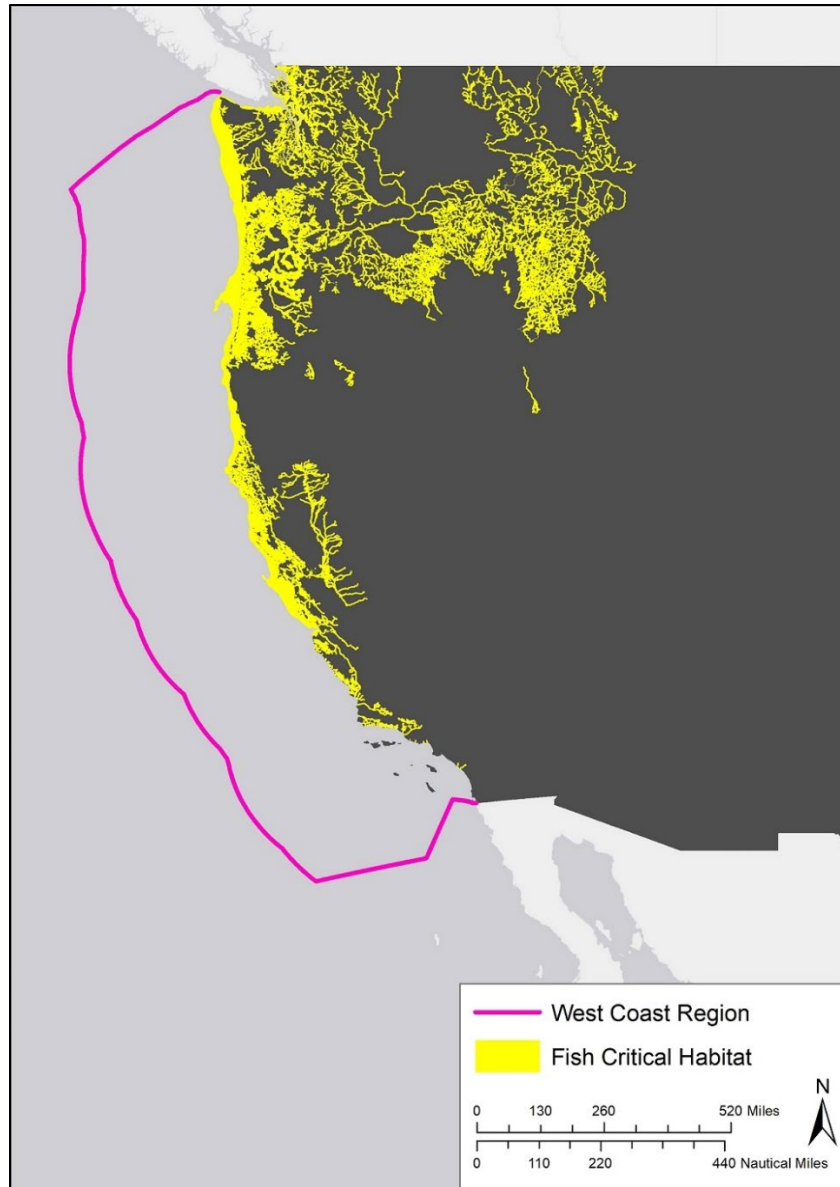 West Coast Region
Fish Critical Habitat
N
0 130 260 520 Miles
0 110 220 440 Nautical Miles